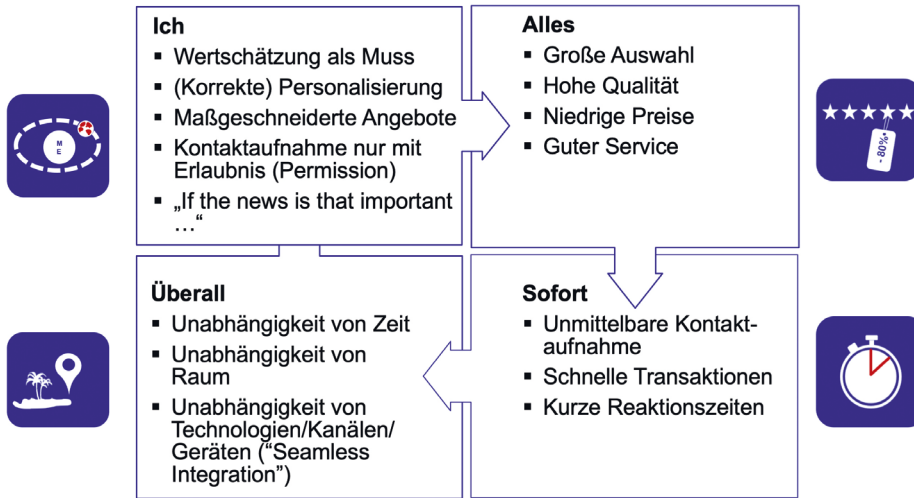 Ich
▪ Wertschätzung als Muss
▪ (Korrekte) Personalisierung
▪ Maßgeschneiderte Angebote
▪ Kontaktaufnahme nur mit
Erlaubnis (Permission)
▪ „If the news is that important
…“
Alles
▪ Große Auswahl
▪ Hohe Qualität
▪ Niedrige Preise
▪ Guter Service
M
E
- 80%*
Überall
▪ Unabhängigkeit von Zeit
▪ Unabhängigkeit von
Raum
▪ Unabhängigkeit von
Technologien/Kanälen/
Geräten (“Seamless
Integration”)
Sofort
▪ Unmittelbare Kontakt-
aufnahme
▪ Schnelle Transaktionen
▪ Kurze Reaktionszeiten